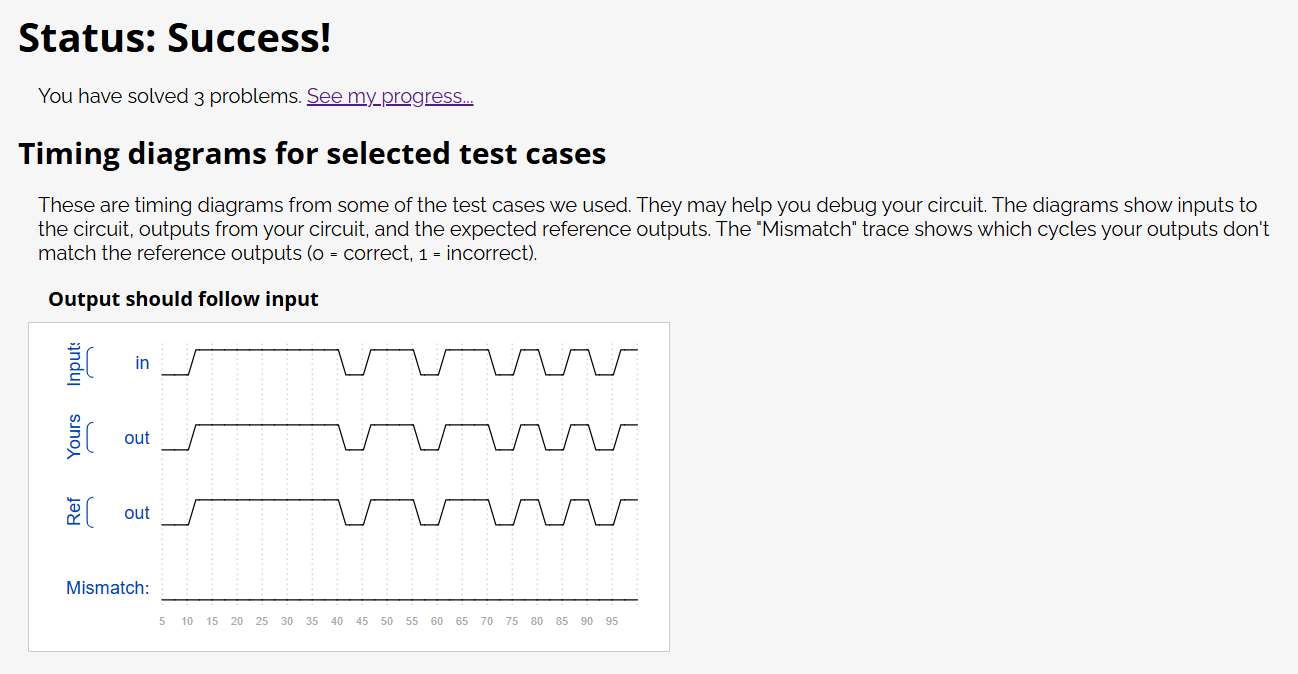 Status: Success!
You have solved 3 problems. See my progress...
Timing diagrams for selected test cases
These are timing diagrams from some of the test cases we used. They may help you debug your circuit. The diagrams show inputs to
the circuit, outputs from your circuit, and the expected reference outputs. The "Mismatch" trace shows which cycles your outputs don't
match the reference outputs (0 = correct, 1 = incorrect).
Output should follow input
Inputs
in
Yours
out
Ref
out
Mismatch:
5 10 15 20 25 30 35 40 45 50 55 60 65 70 75 80 85 90 95